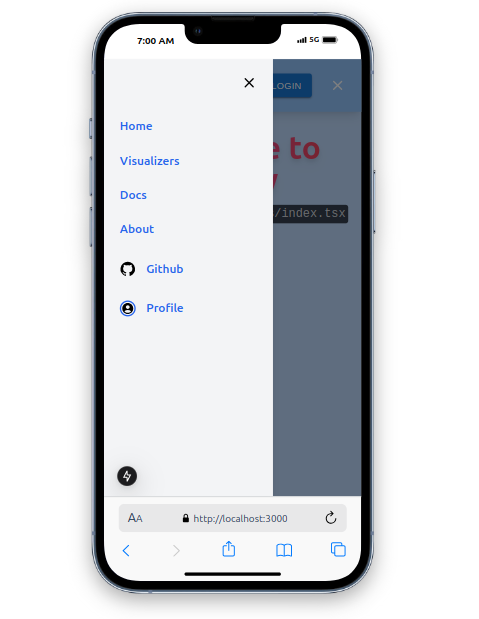 7:00 AM
5G
LOGIN
Home
e to
Visualizers
Docs
/index.tsx
About
Github
Profile
AA
http://localhost:3000